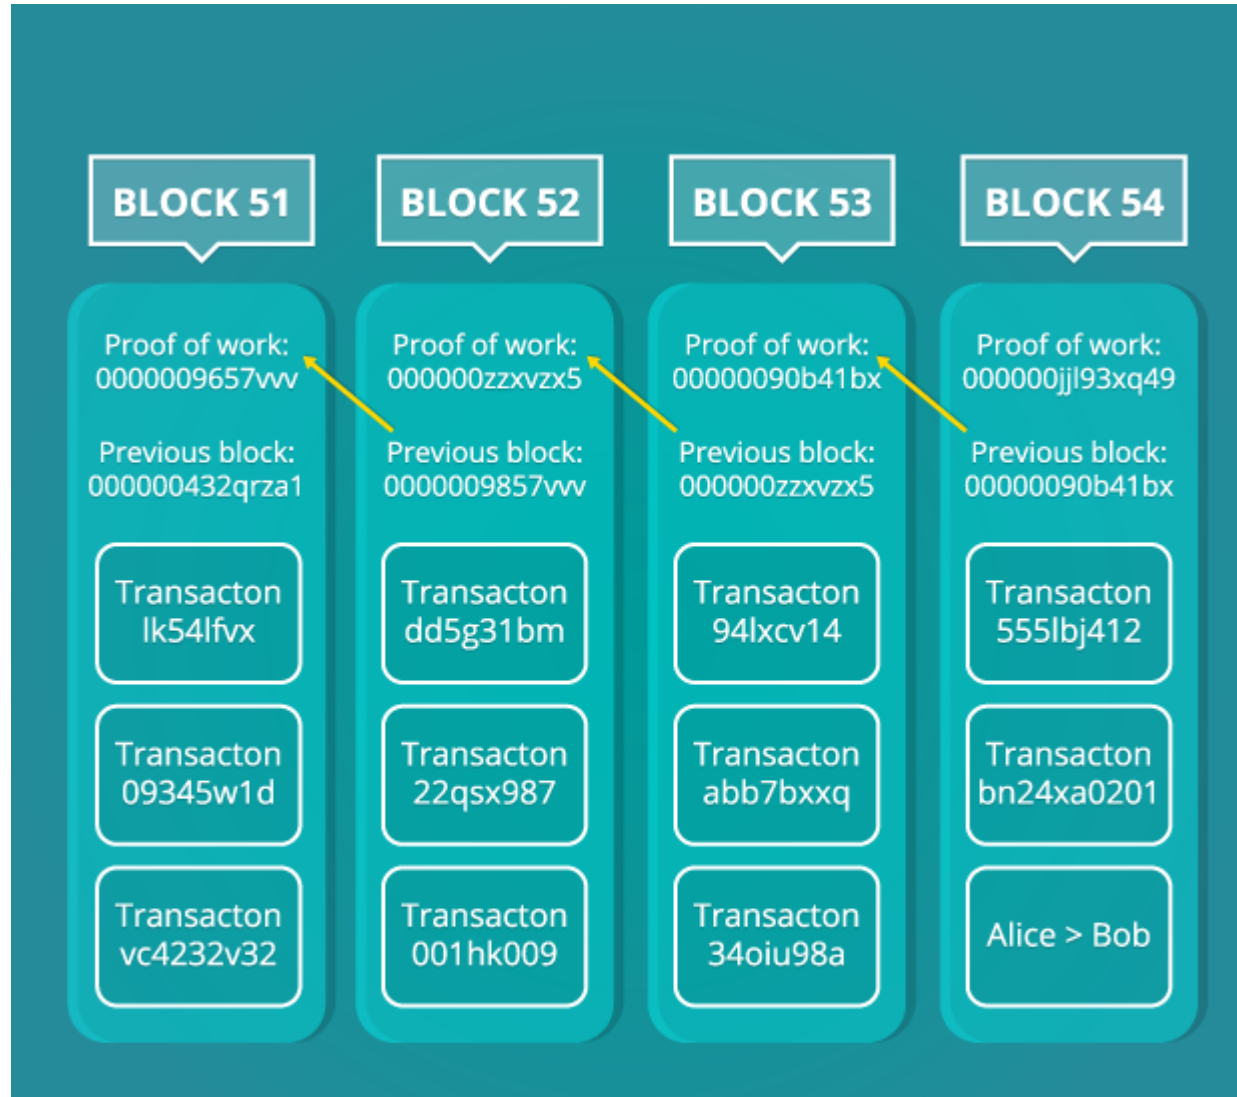 BLOCK 51
Proof of work:
0000009657vvv
Previous block:
000000432qrza1
Transacton
lk54lfvx
Transacton
09345w1d
Transacton
vc4232v32
BLOCK 52
Proof of work:
000000zzxvzx5
Previous block:
0000009857vvv
Transacton
dd5g31bm
Transacton
22qsx987
Transacton
001hk009
BLOCK 53
Proof of work:
00000090b41bx
Previous block:
000000zzxvzx5
Transacton
94lxcv14
Transacton
abb7bxxq
Transacton
34oiu98a
BLOCK 54
Proof of work:
000000jjl93xq49
Previous block:
00000090b41bx
Transacton
555lbj412
Transacton
bn24xa0201
Alice > Bob